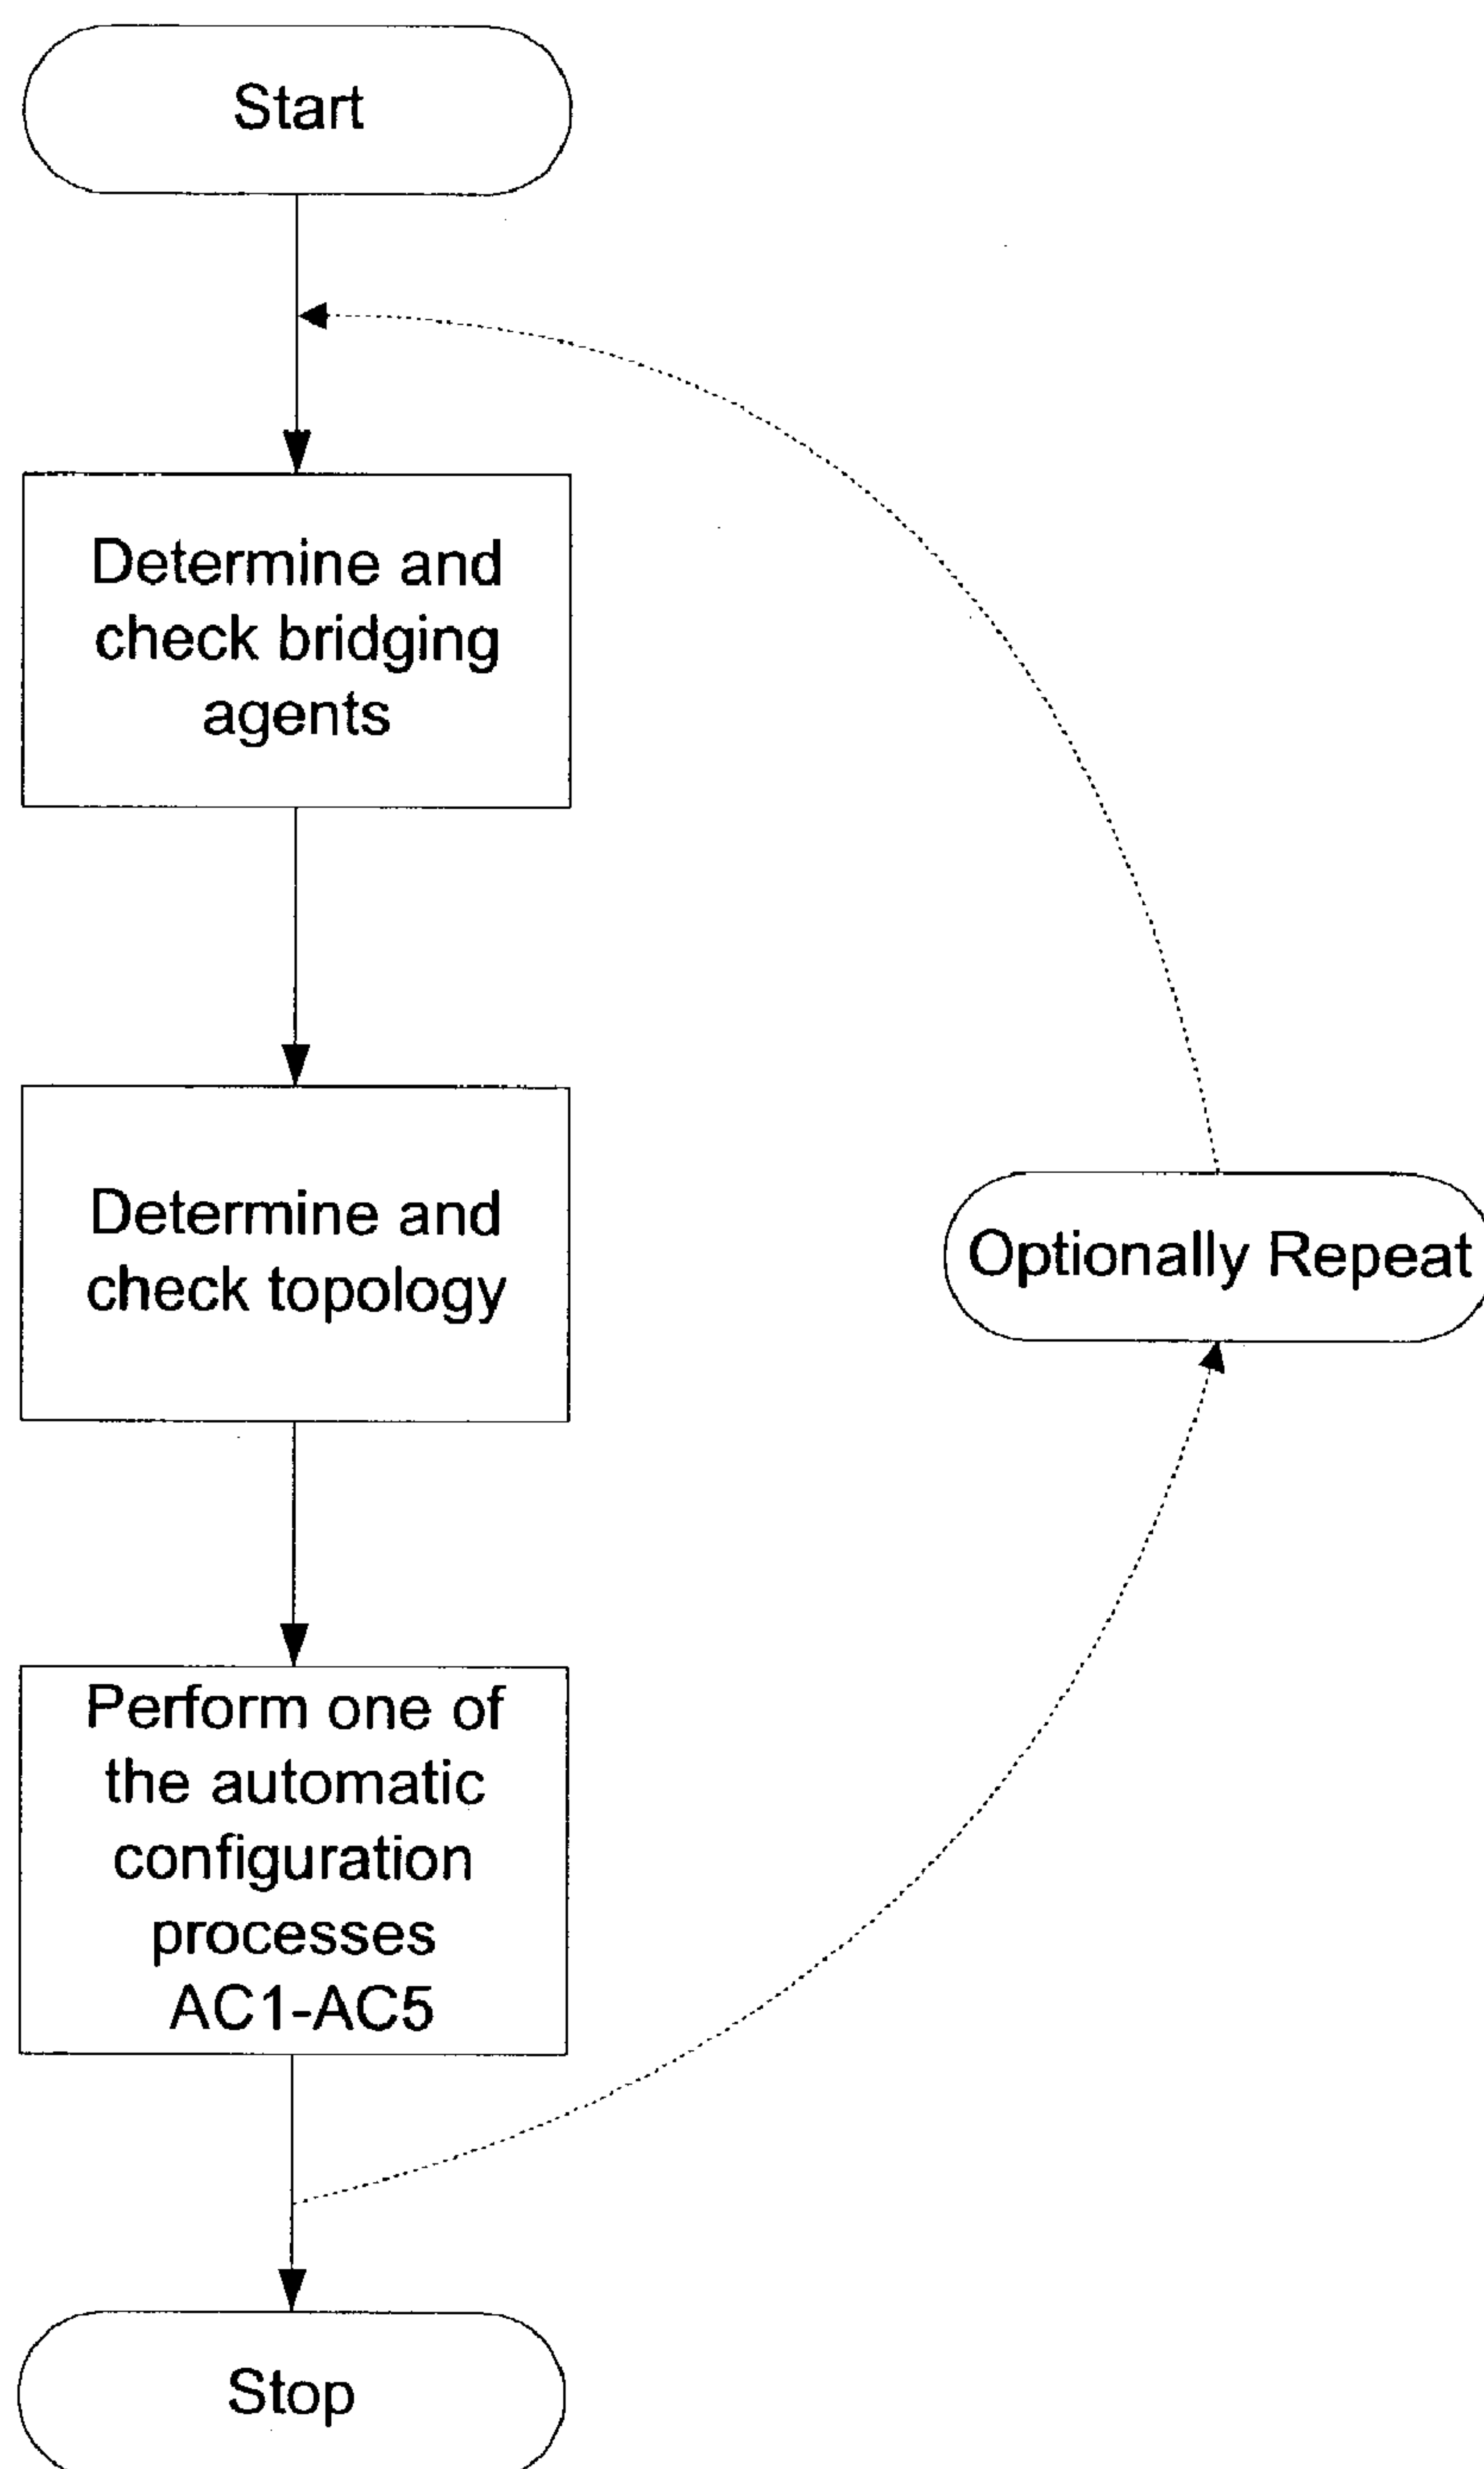 Start
Determine and
check bridging
agents
Determine and
check topology
Optionally Repeat
Perform one of
the automatic
configuration
processes
AC1-AC5
Stop